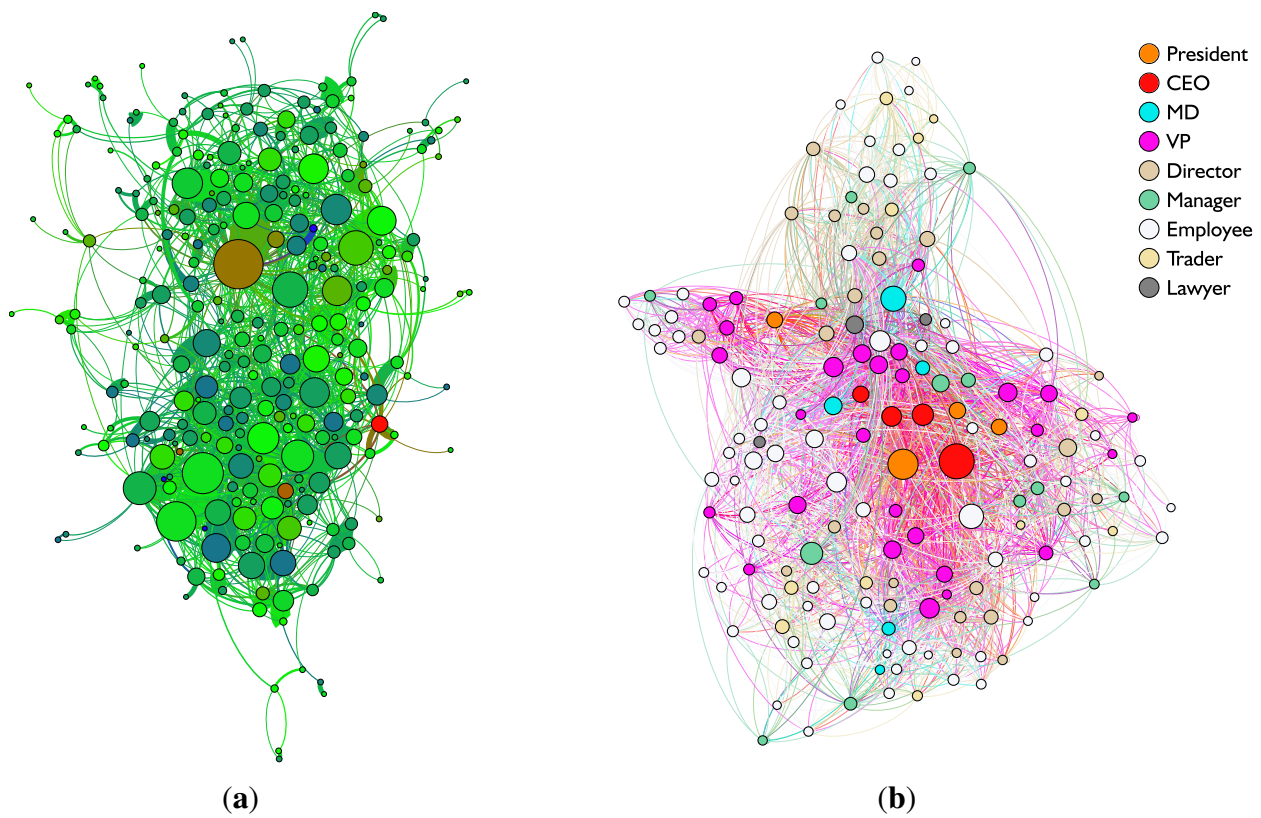 President
CEO
MD
VP
Director
Manager
Employee
Trader
Lawyer
(a)
(b)